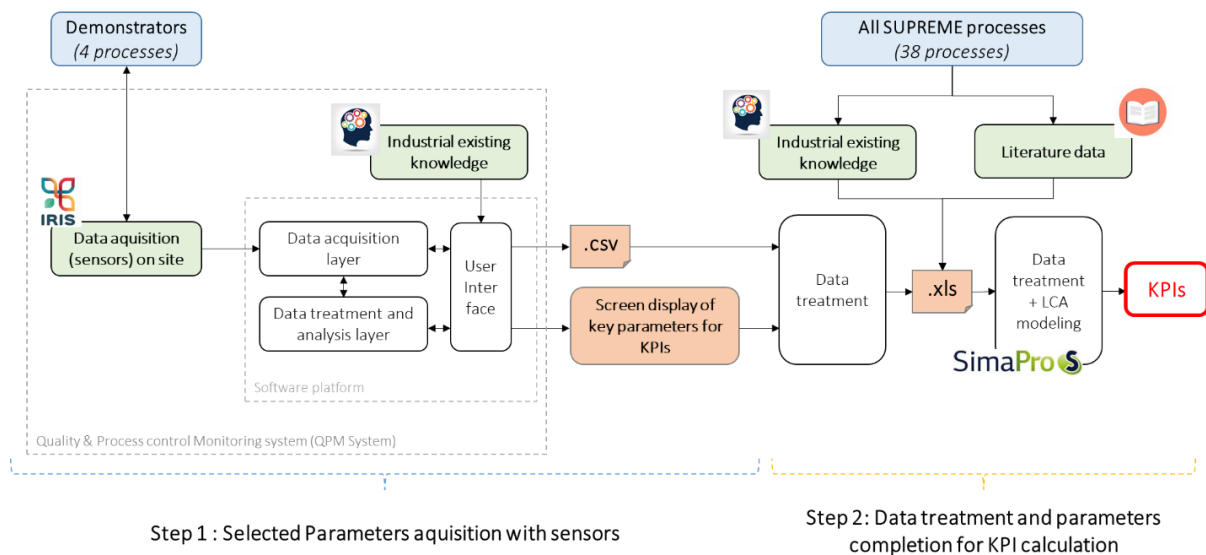 Demonstrators
(4 processes)
All SUPREME processes
(38 processes)
Industrial existing
knowledge
Industrial existing
knowledge
Literature data
IRIS
Data aquisition
(sensors) on site
Data acquisition
layer
Data treatment and
analysis layer
User
Inter
face
Software platform
Quality & Process control Monitoring system (QPM System)
.csv
Screen display of
key parameters for
KPIs
Data
treatment
.xls
Data
treatment
+ LCA
modeling
SimaPro S
KPIs
Step 1 : Selected Parameters aquisition with sensors
Step 2: Data treatment and parameters
completion for KPI calculation